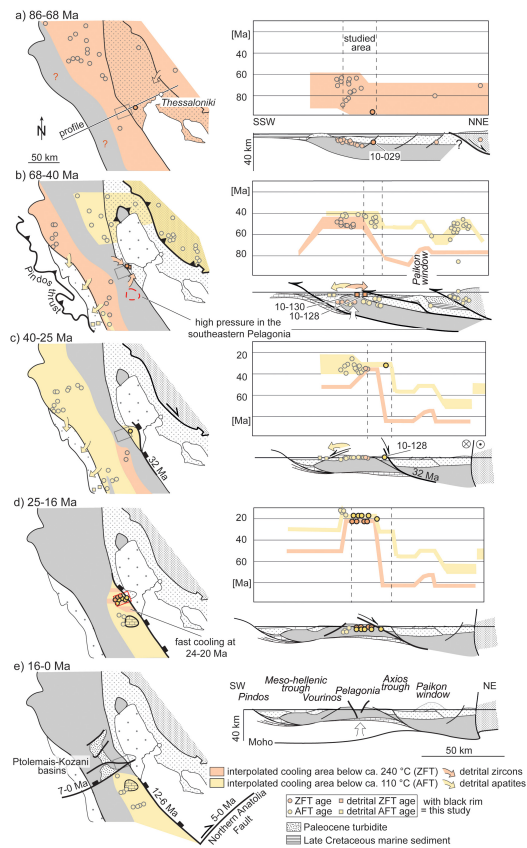 a) 86-68 Ma
?
Thessaloniki
N
profile
?
50 km
[Ma]
studied
area
40
60
80
SSW
NNE
40 km
10-029
?
b) 68-40 Ma
Pindos
thrust
high pressure in the
southeastern Pelagonia
[Ma]
40
60
80
Paikon
window
10-130
10-128
c) 40-25 Ma
32 Ma
20
40
60
[Ma]
10-128
32 Ma
d) 25-16 Ma
fast cooling at
24-20 Ma
20
40
60
[Ma]
80
e) 16-0 Ma
Ptolemais-Kozani
basins
7-0 Ma
12-6 Ma
5-0 Ma
Northern Anatolia
Fault
SW
NE
Pindos
Meso-hellenic
trough
Vourinos
Pelagonia
Axios
trough
Paikon
window
40 km
Moho
50 km
interpolated cooling area below ca. 240 °C (ZFT)
detrital zircons
interpolated cooling area below ca. 110 °C (AFT)
detrital apatites
ZFT age
detrital ZFT age
AFT age
detrital AFT age
with black rim
= this study
Paleocene turbidite
Late Cretaceous marine sediment